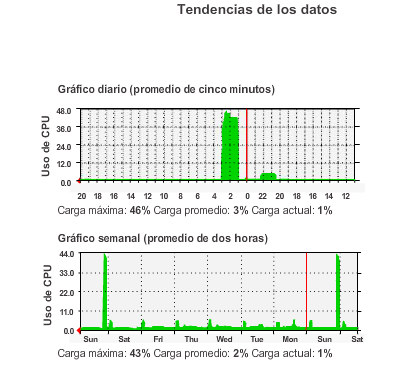 Tendencias de los datos
Gráfico diario (promedio de cinco minutos)
Uso de CPU
48.0
36.0
24.0
12.0
0.0
20 18 16 14 12 10 8 6 4 2 0 22 20 18 16 14 12
Carga máxima: 46% Carga promedio: 3% Carga actual: 1%
Gráfico semanal (promedio de dos horas)
Uso de CPU
44.0
33.0
22.0
11.0
0.0
Sun Sat Fri Thu Wed Tue Mon Sun Sat
Carga máxima: 43% Carga promedio: 2% Carga actual: 1%